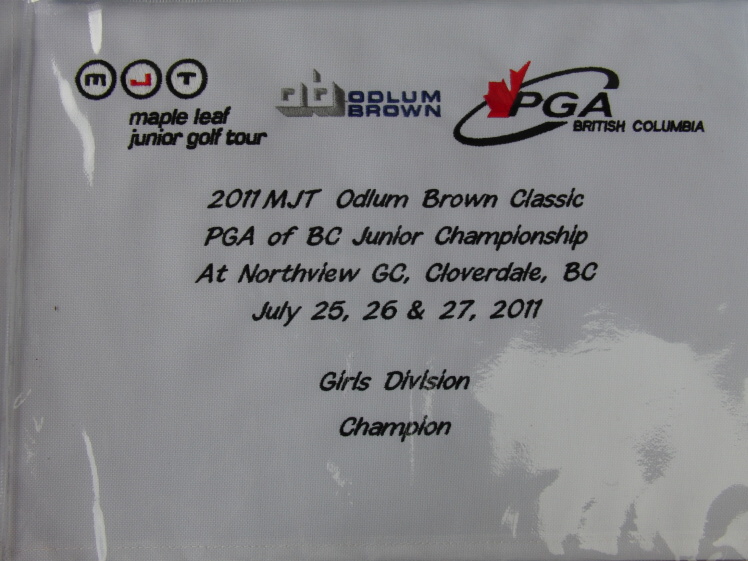 MJT
maple leaf
junior golf tour
ODLUM
BROWN
PGA
BRITISH COLUMBIA
2011 MJT Odlum Brown Classic
PGA of BC Junior Championship
At Northview GC, Cloverdale, BC
July 25, 26 & 27, 2011
Girls Division
Champion